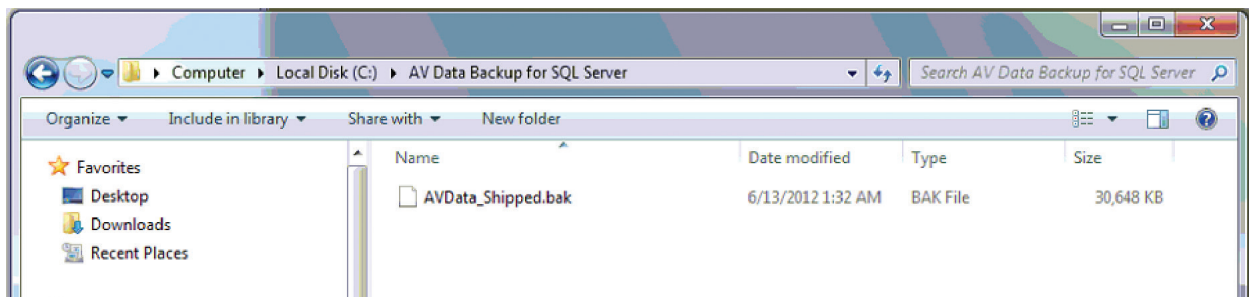 Computer Local Disk (C:) AV Data Backup for SQL Server Search AV Data Backup for SQL Server
Organize Include in library Share with New folder
Favorites
Desktop
Downloads
Recent Places
Name Date modified Type Size
AVData_Shipped.bak 6/13/2012 1:32 AM BAK File 30,648 KB